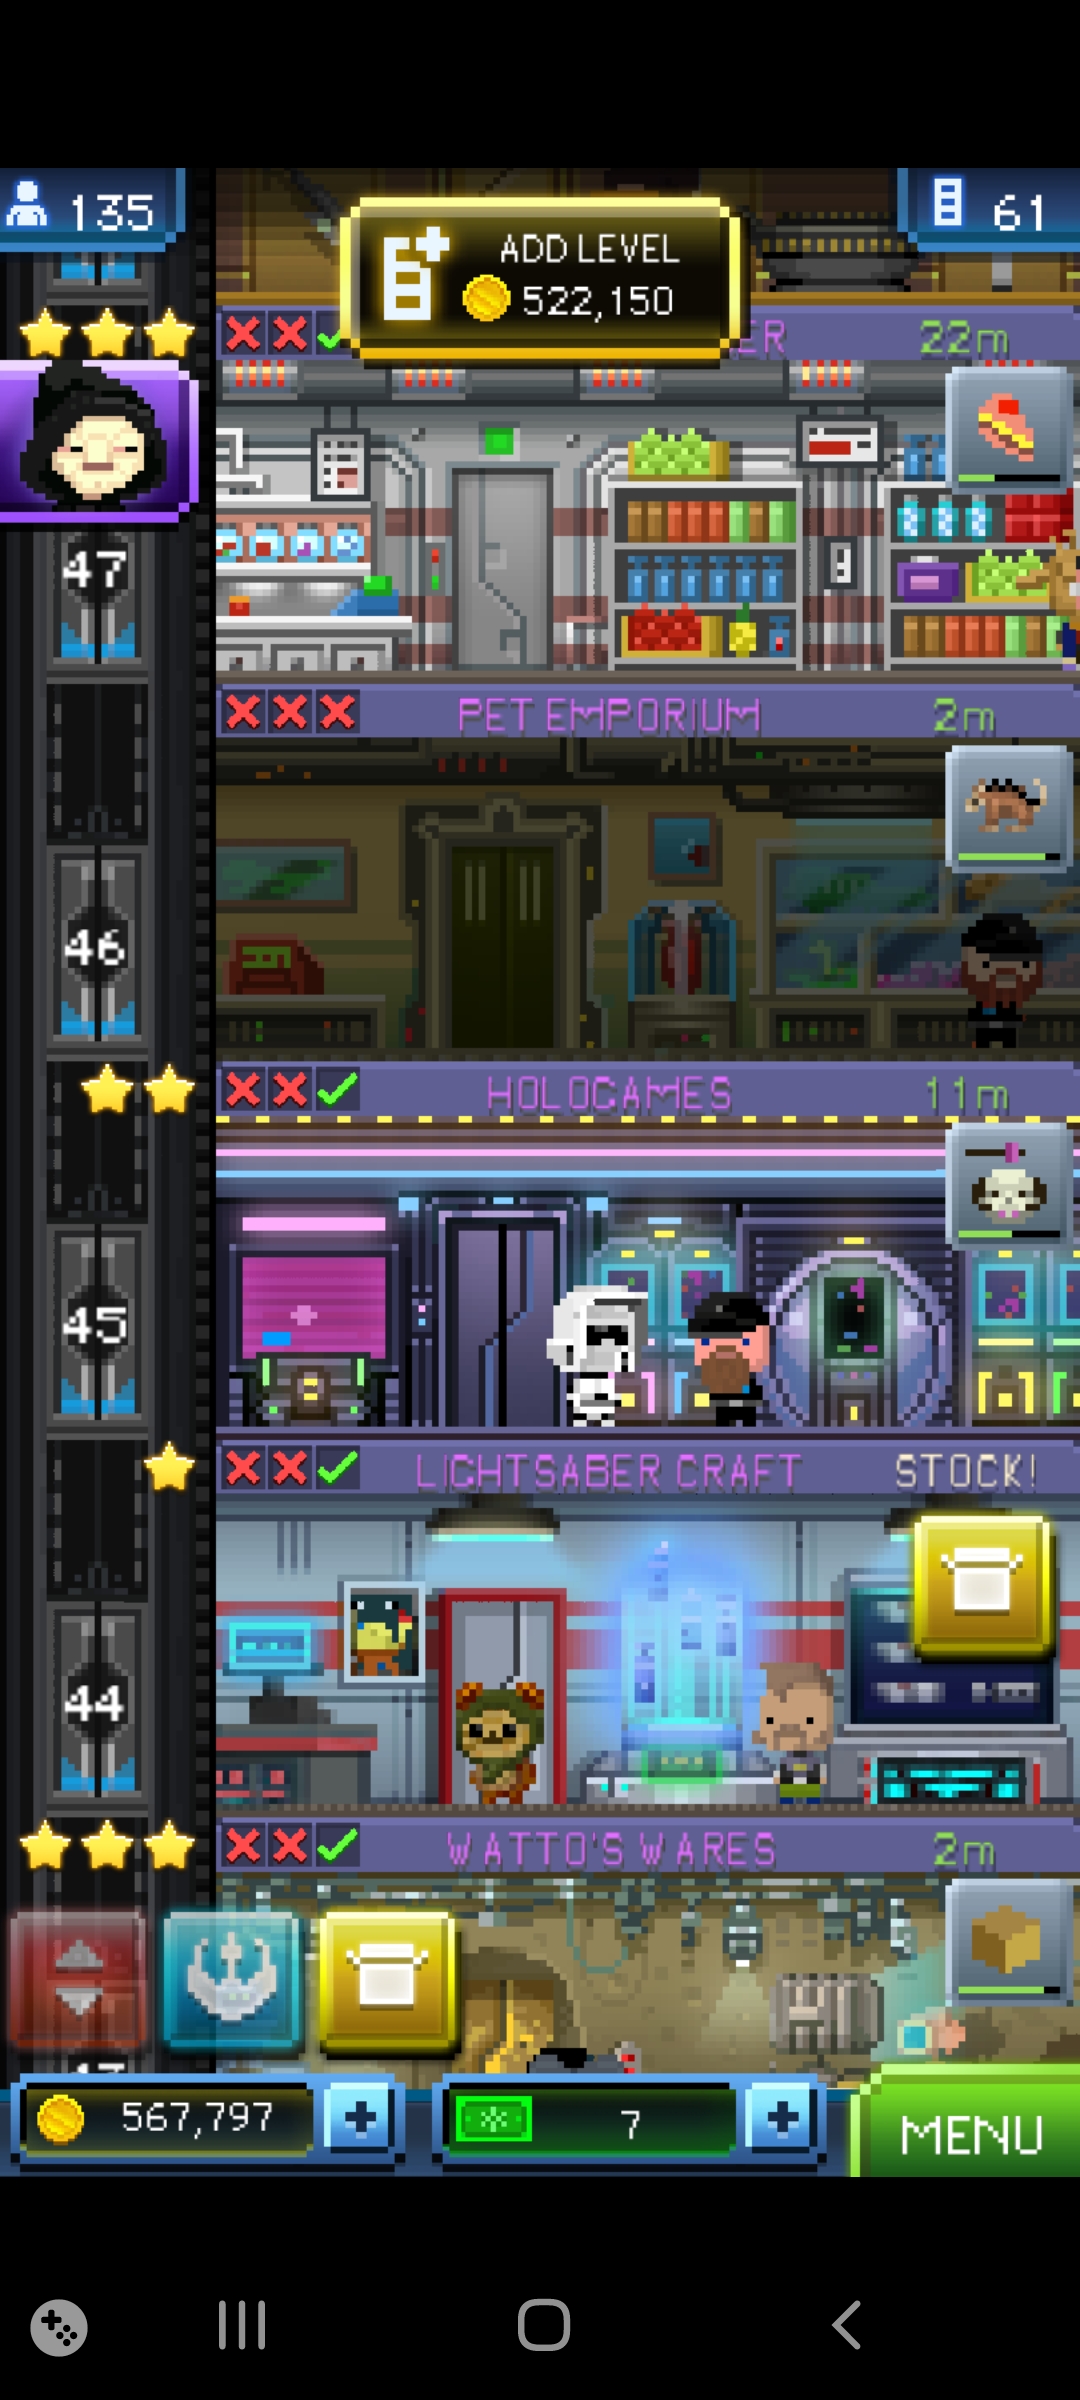 135
ADD LEVEL
522,150
61
ER
22m
47
PET EMPORIUM
2m
46
HOLOGAMES
11m
45
LIGHTSABER CRAFT
STOCK!
44
WATTO'S WARES
2m
567,797
7
MENU